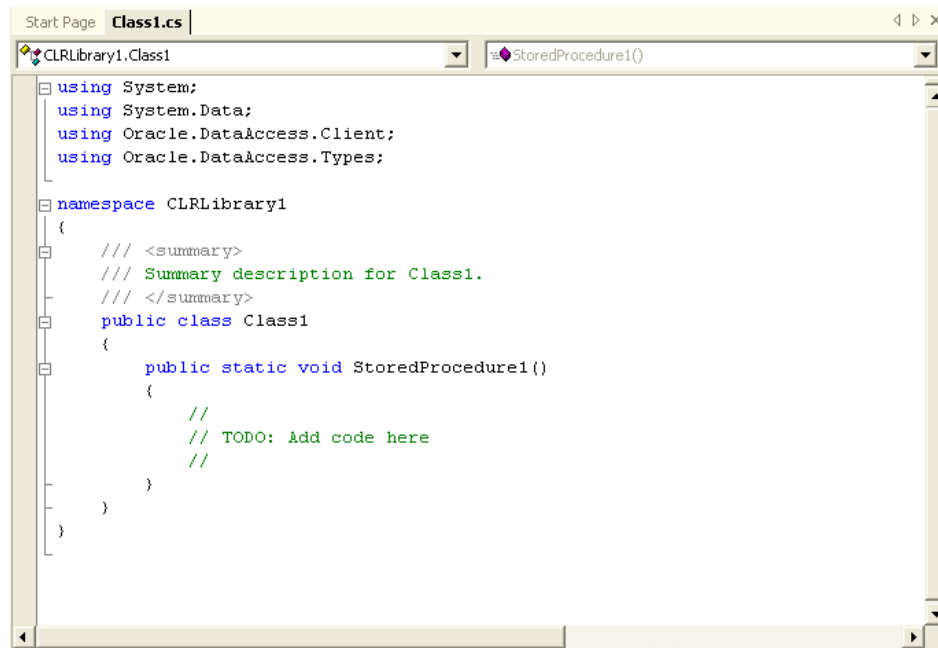 Start Page Class1.cs
CLRLibrary1.Class1 StoredProcedure1()
using System;
using System.Data;
using Oracle.DataAccess.Client;
using Oracle.DataAccess.Types;
namespace CLRLibrary1
{
/// <summary>
/// Summary description for Class1.
/// </summary>
public class Class1
{
public static void StoredProcedure1()
{
//
// TODO: Add code here
//
}
}
}